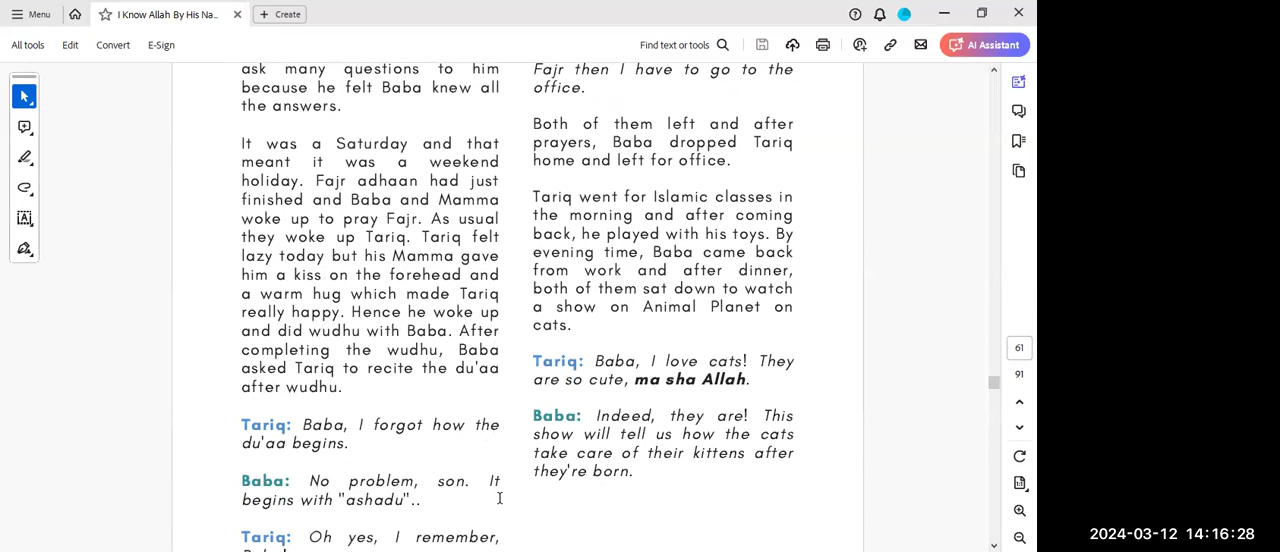 Menu
I Know Allah By His Na...
Create
All tools
Edit
Convert
E-Sign
Find text or tools
AI Assistant
ask many questions to him
because he felt Baba knew all
the answers.
It was a Saturday and that
meant it was a weekend
holiday. Fajr adhaan had just
finished and Baba and Mamma
woke up to pray Fajr. As usual
they woke up Tariq. Tariq felt
lazy today but his Mamma gave
him a kiss on the forehead and
a warm hug which made Tariq
really happy. Hence he woke up
and did wudhu with Baba. After
completing the wudhu, Baba
asked Tariq to recite the du'aa
after wudhu.
Tariq: Baba, I forgot how the
du'aa begins.
Baba: No problem, son. It
begins with "ashadu"..
Tariq: Oh yes, I remember,
Fajr then I have to go to the
office.
Both of them left and after
prayers, Baba dropped Tariq
home and left for office.
Tariq went for Islamic classes in
the morning and after coming
back, he played with his toys. By
evening time, Baba came back
from work and after dinner,
both of them sat down to watch
a show on Animal Planet on
cats.
Tariq: Baba, I love cats! They
are so cute, ma sha Allah.
Baba: Indeed, they are! This
show will tell us how the cats
take care of their kittens after
they're born.
61
91
2024-03-12 14:16:28